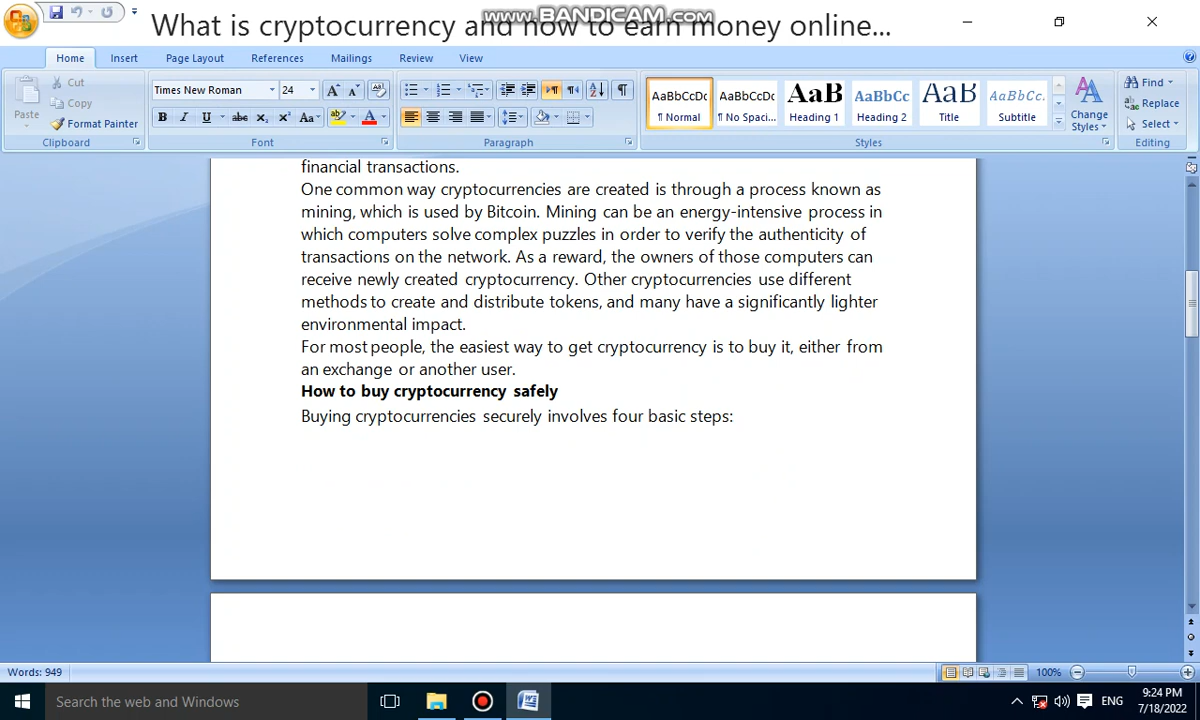 www.BANDICAM.com
What is cryptocurrency and how to earn money online...
Home Insert Page Layout References Mailings Review View
Cut
Copy
Format Painter
Paste
Clipboard
Times New Roman 24
Font
Paragraph
AaBbCcDc AaBbCcDc AaB AaBbCc AaB AaBbCc.
¶ Normal ¶ No Spaci... Heading 1 Heading 2 Title Subtitle
Change
Styles
Styles
Find
Replace
Select
Editing
financial transactions.
One common way cryptocurrencies are created is through a process known as
mining, which is used by Bitcoin. Mining can be an energy-intensive process in
which computers solve complex puzzles in order to verify the authenticity of
transactions on the network. As a reward, the owners of those computers can
receive newly created cryptocurrency. Other cryptocurrencies use different
methods to create and distribute tokens, and many have a significantly lighter
environmental impact.
For most people, the easiest way to get cryptocurrency is to buy it, either from
an exchange or another user.
How to buy cryptocurrency safely
Buying cryptocurrencies securely involves four basic steps:
Words: 949
100%
Search the web and Windows
ENG
9:24 PM
7/18/2022